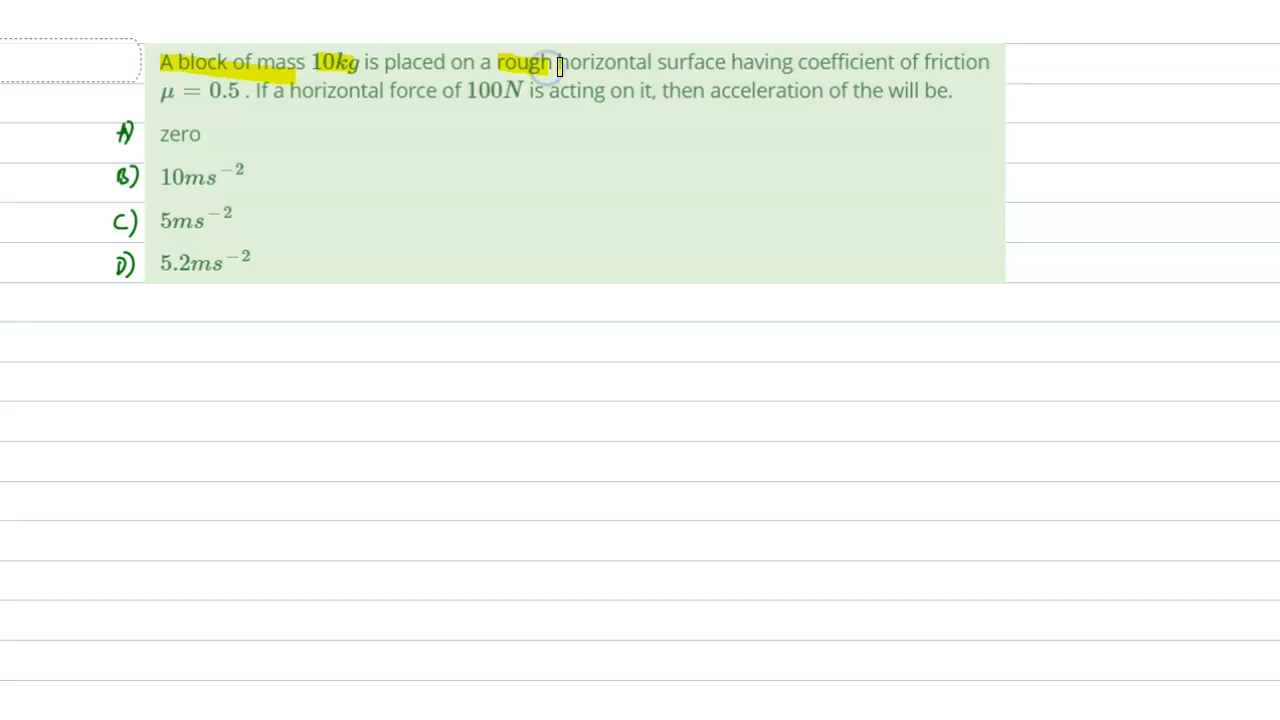 A block of mass 10kg is placed on a rough horizontal surface having coefficient of friction
μ = 0.5 . If a horizontal force of 100N is acting on it, then acceleration of the will be.
A) zero
B) 10ms⁻²
C) 5ms⁻²
D) 5.2ms⁻²